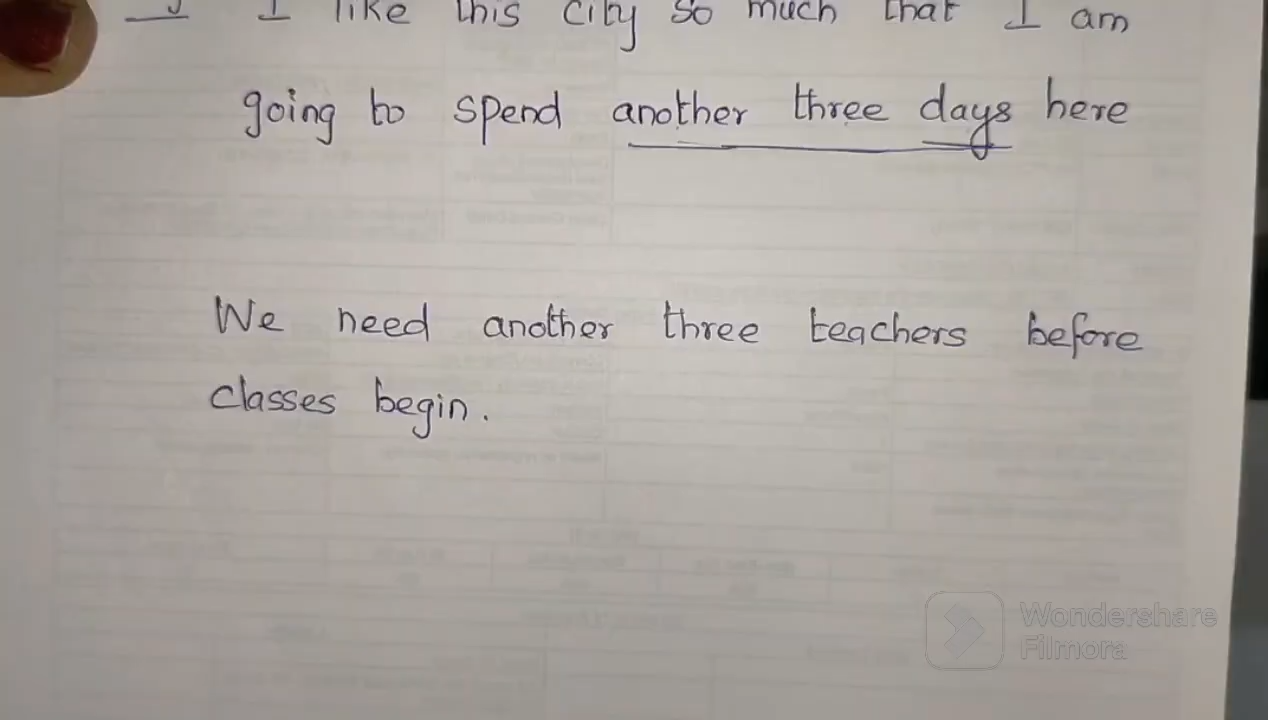 I like this city so much that I am
going to spend another three days here
We need another three teachers before
classes begin.
Wondershare
Filmora